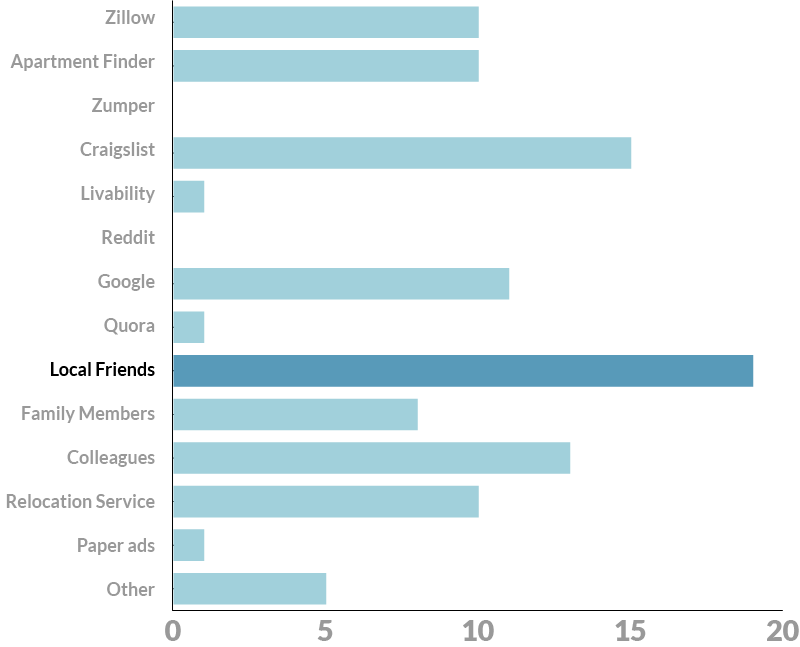 Zillow
Apartment Finder
Zumper
Craigslist
Livability
Reddit
Google
Quora
Local Friends
Family Members
Colleagues
Relocation Service
Paper ads
Other
0 5 10 15 20